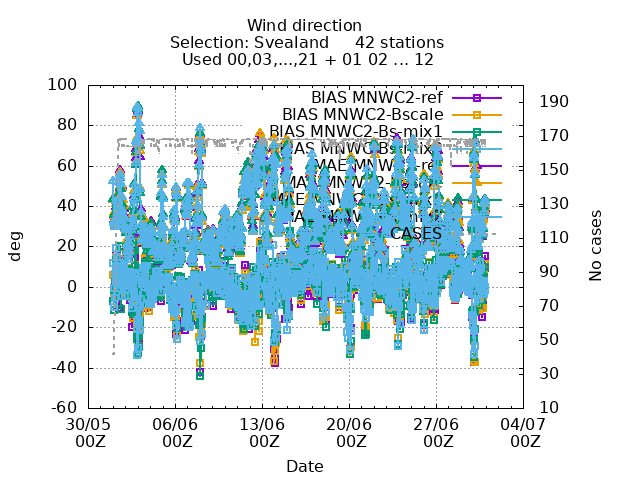 Wind direction
Selection: Svealand 42 stations
Used 00,03,...,21 + 01 02 ... 12
100
80
60
40
20
0
-20
-40
-60
deg
190
170
150
130
110
90
70
50
30
10
No cases
BIAS MNWC2-ref
BIAS MNWC2-Bscale
BIAS MNWC2-Bs-mix1
CASES
30/05 00Z
06/06 00Z
13/06 00Z
20/06 00Z
27/06 00Z
04/07 00Z
Date